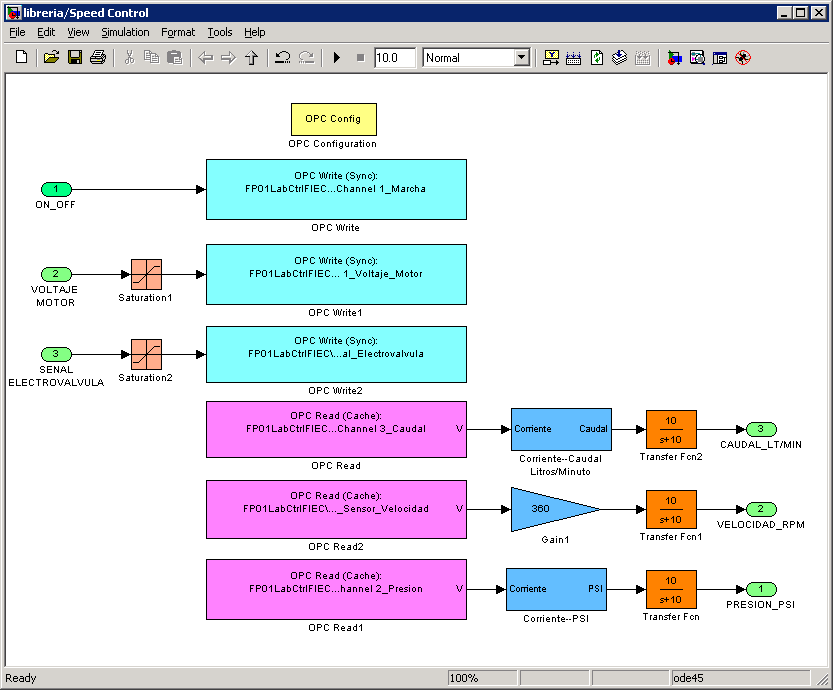 libreria/Speed Control
File Edit View Simulation Format Tools Help
10.0 Normal
OPC Config
OPC Configuration
1
ON_OFF
OPC Write (Sync):
FP01LabCtrlFIEC...Channel 1_Marcha
OPC Write
2
VOLTAJE
MOTOR
Saturation1
OPC Write (Sync):
FP01LabCtrlFIEC... 1_Voltaje_Motor
OPC Write1
3
SENAL
ELECTROVALVULA
Saturation2
OPC Write (Sync):
FP01LabCtrlFIEC\...al_Electrovalvula
OPC Write2
OPC Read (Cache):
FP01LabCtrlFIEC...Channel 3_Caudal
V
OPC Read
Corriente Caudal
Corriente--Caudal
Litros/Minuto
10
s+10
Transfer Fcn2
3
CAUDAL_LT/MIN
OPC Read (Cache):
FP01LabCtrlFIEC\..._Sensor_Velocidad
V
OPC Read2
360
Gain1
10
s+10
Transfer Fcn1
2
VELOCIDAD_RPM
OPC Read (Cache):
FP01LabCtrlFIEC...hannel 2_Presion
V
OPC Read1
Corriente PSI
Corriente--PSI
10
s+10
Transfer Fcn
1
PRESION_PSI
Ready 100% ode45